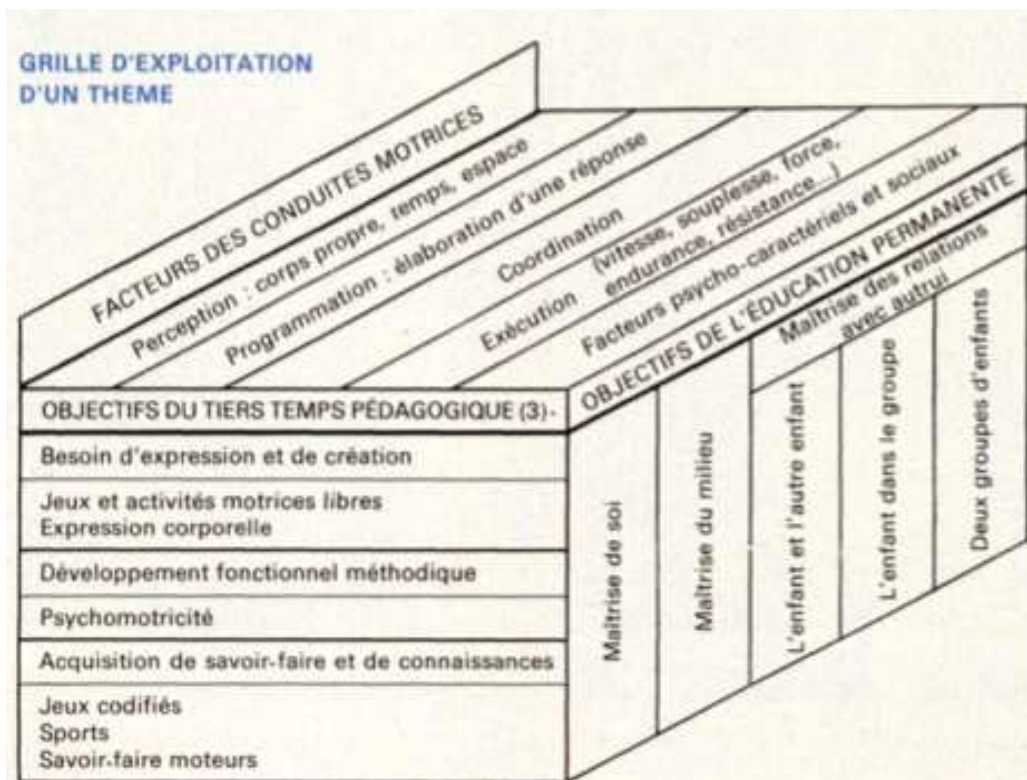 GRILLE D'EXPLOITATION
D'UN THEME
FACTEURS DES CONDUITES MOTRICES
Perception : corps propre, temps, espace
Programmation : élaboration d'une réponse
Coordination
Exécution (vitesse, souplesse, force,
endurance, résistance...)
Facteurs psycho-caractériels et sociaux
OBJECTIFS DE L'ÉDUCATION PERMANENTE
Maîtrise de soi
Maîtrise du milieu
Maîtrise des relations
avec autrui
L'enfant et l'autre enfant
L'enfant dans le groupe
Deux groupes d'enfants
OBJECTIFS DU TIERS TEMPS PÉDAGOGIQUE (3) -
Besoin d'expression et de création
Jeux et activités motrices libres
Expression corporelle
Développement fonctionnel méthodique
Psychomotricité
Acquisition de savoir-faire et de connaissances
Jeux codifiés
Sports
Savoir-faire moteurs